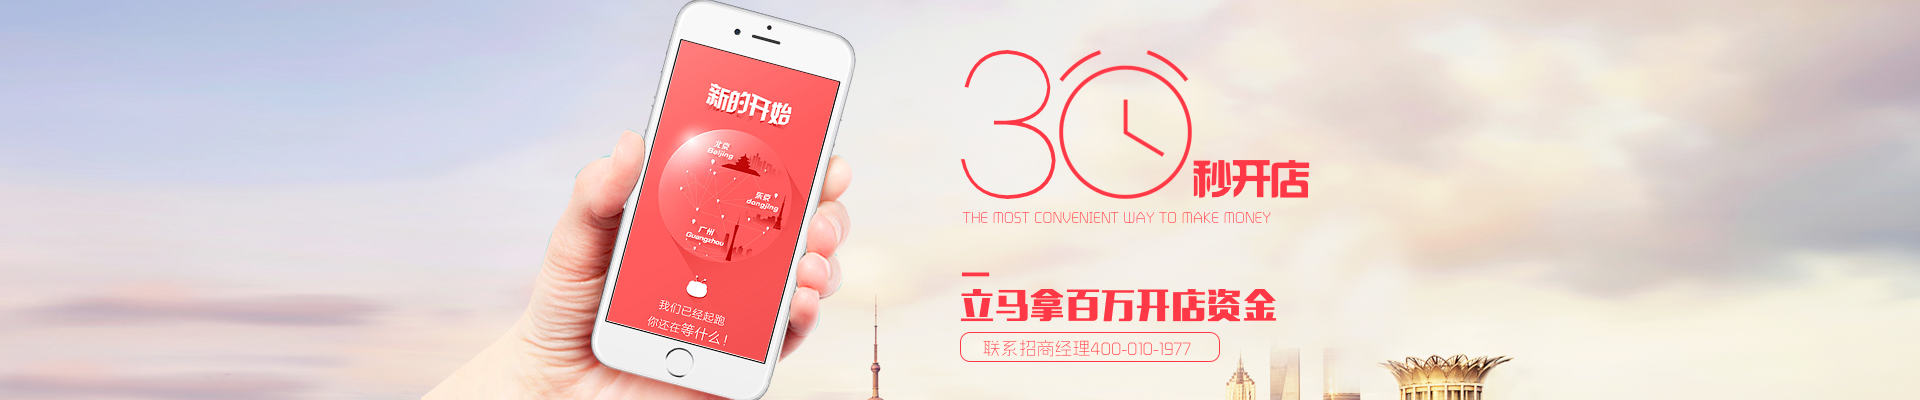 新的开始
北京
Beijing
东京
dongjing
广州
Guangzhou
我们已经起跑
你还在等什么！
30秒开店
THE MOST CONVENIENT WAY TO MAKE MONEY
立马拿百万开店资金
联系招商经理400-010-1977